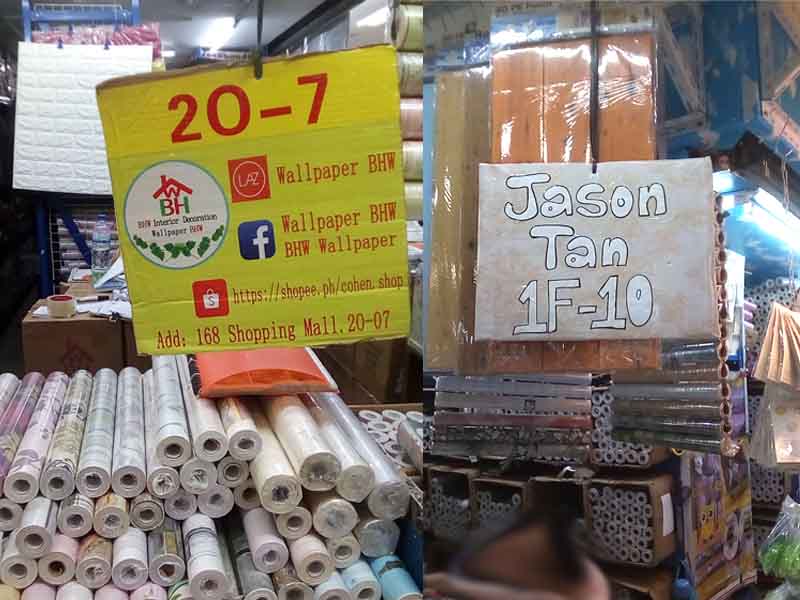 20-7
BH
BHW Interior Decoration
Wallpaper BHW
LAZ
Wallpaper BHW
f
Wallpaper BHW
BHW Wallpaper
S
https://shopee.ph/cohen.shop
Add: 168 Shopping Mall.20-07
Jason
Tan
1F-10